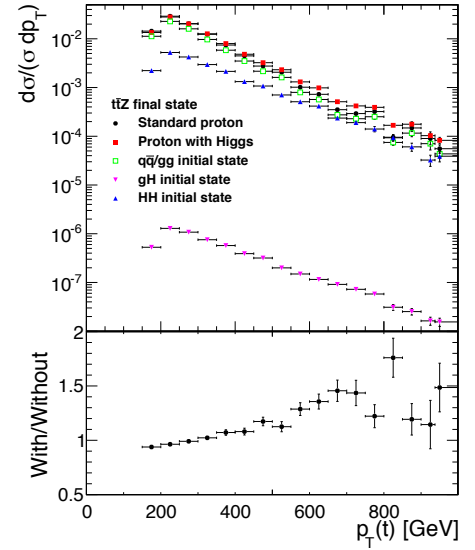 dσ/(σ dp_T)
10^-2
10^-3
10^-4
10^-5
10^-6
10^-7
tt̄Z final state
Standard proton
Proton with Higgs
qq̄/gg initial state
gH initial state
HH initial state
With/Without
2
1.5
1
0.5
0 200 400 600 800
p_T(t) [GeV]